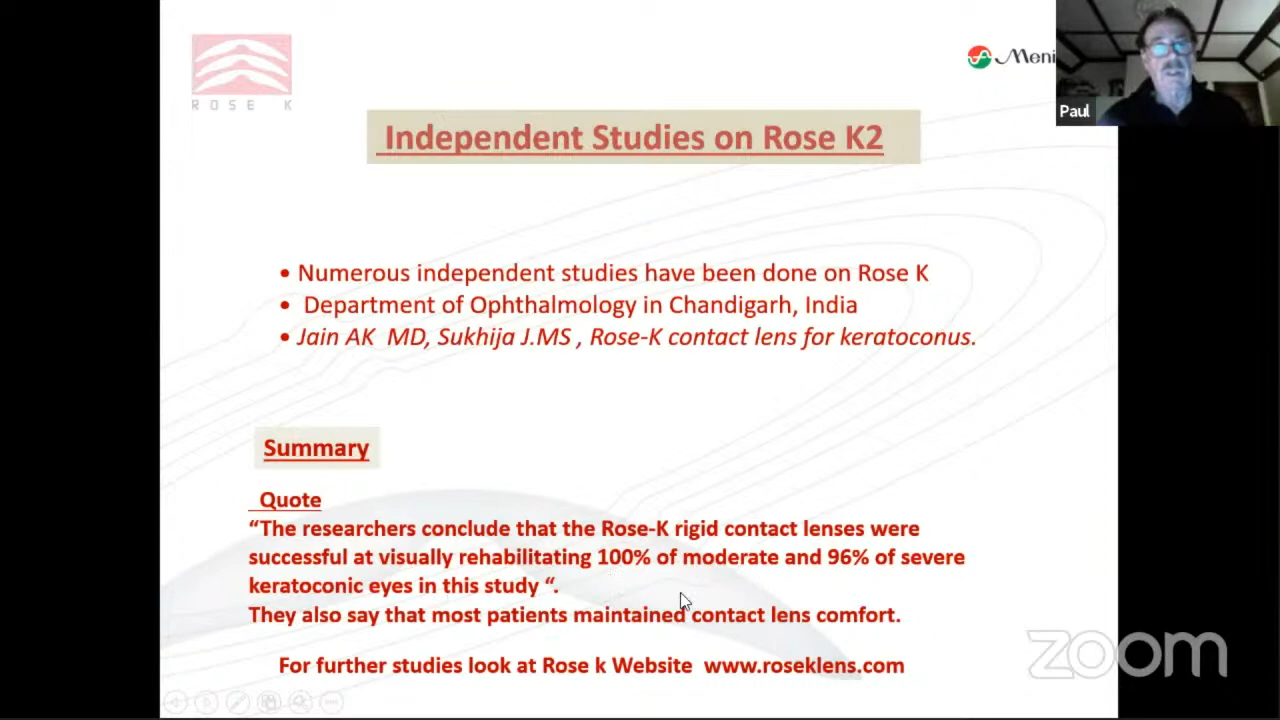 ROSE K
Meni
Paul
Independent Studies on Rose K2
• Numerous independent studies have been done on Rose K
• Department of Ophthalmology in Chandigarh, India
• Jain AK MD, Sukhija J.MS , Rose-K contact lens for keratoconus.
Summary
Quote
“The researchers conclude that the Rose-K rigid contact lenses were
successful at visually rehabilitating 100% of moderate and 96% of severe
keratoconic eyes in this study “.
They also say that most patients maintained contact lens comfort.
For further studies look at Rose k Website www.roseklens.com
zoom